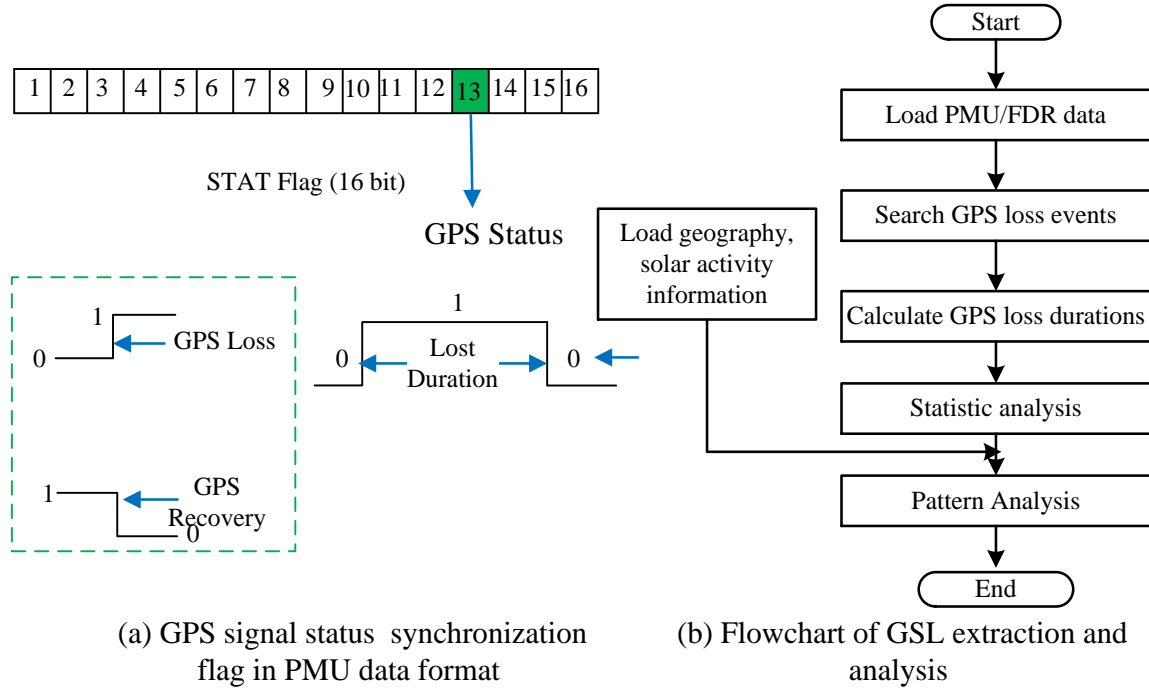 1 2 3 4 5 6 7 8 9 10 11 12 13 14 15 16
STAT Flag (16 bit)
GPS Status
1
GPS Loss
0
1
0
Lost
Duration
0
1
GPS
Recovery
0
(a) GPS signal status synchronization
flag in PMU data format
Start
Load PMU/FDR data
Search GPS loss events
Load geography,
solar activity
information
Calculate GPS loss durations
Statistic analysis
Pattern Analysis
End
(b) Flowchart of GSL extraction and
analysis